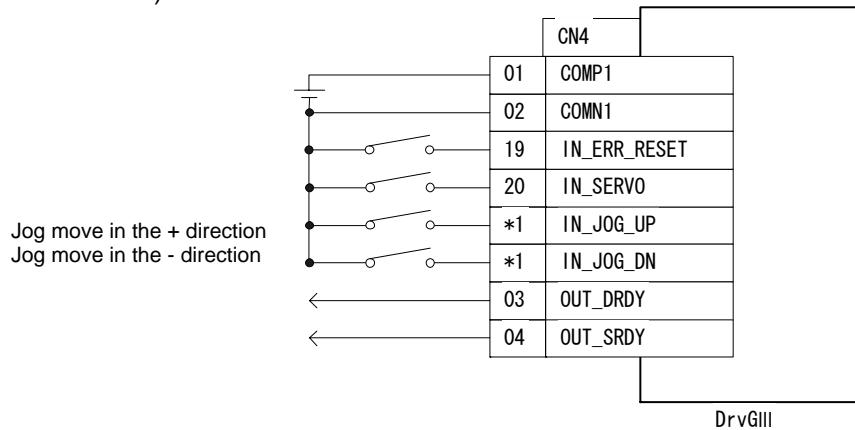 )
CN4
01 COMP1
02 COMN1
19 IN_ERR_RESET
20 IN_SERVO
Jog move in the + direction *1 IN_JOG_UP
Jog move in the - direction *1 IN_JOG_DN
03 OUT_DRDY
04 OUT_SRDY
DrvGIII